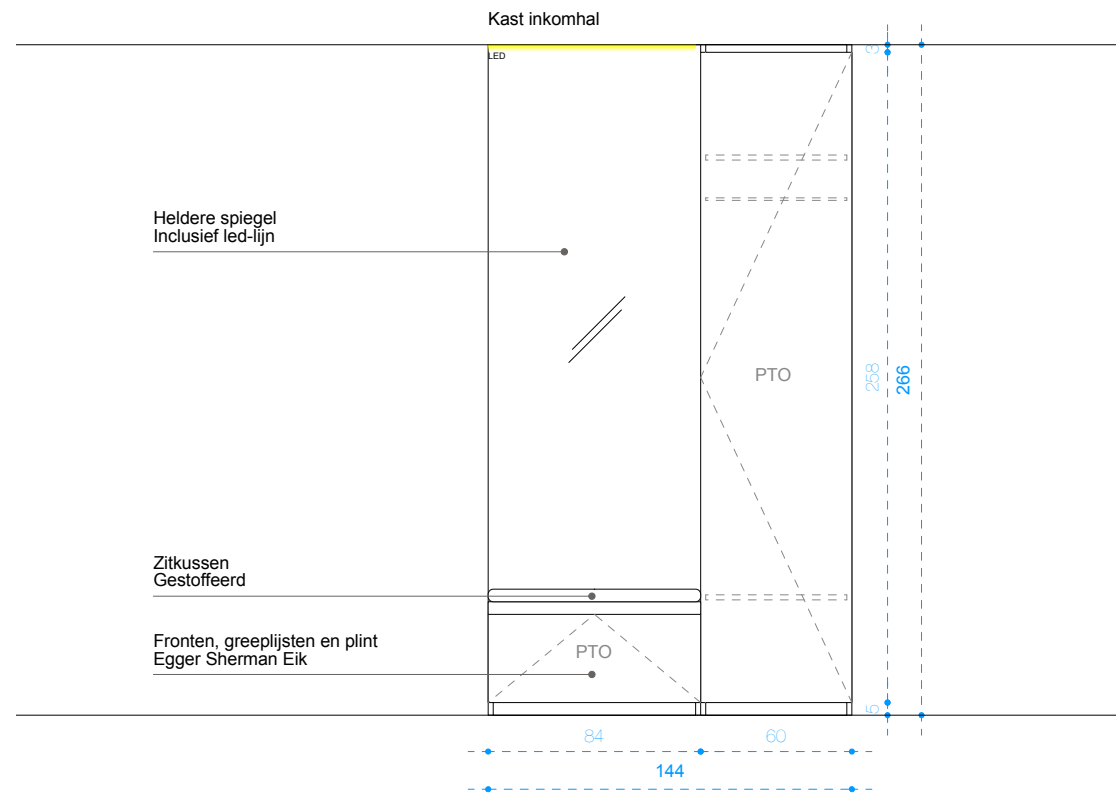 Kast inkomhal
LED
3
Heldere spiegel
Inclusief led-lijn
PTO
258
266
Zitkussen
Gestoffeerd
Fronten, greeplijsten en plint
Egger Sherman Eik
PTO
5
84
60
144